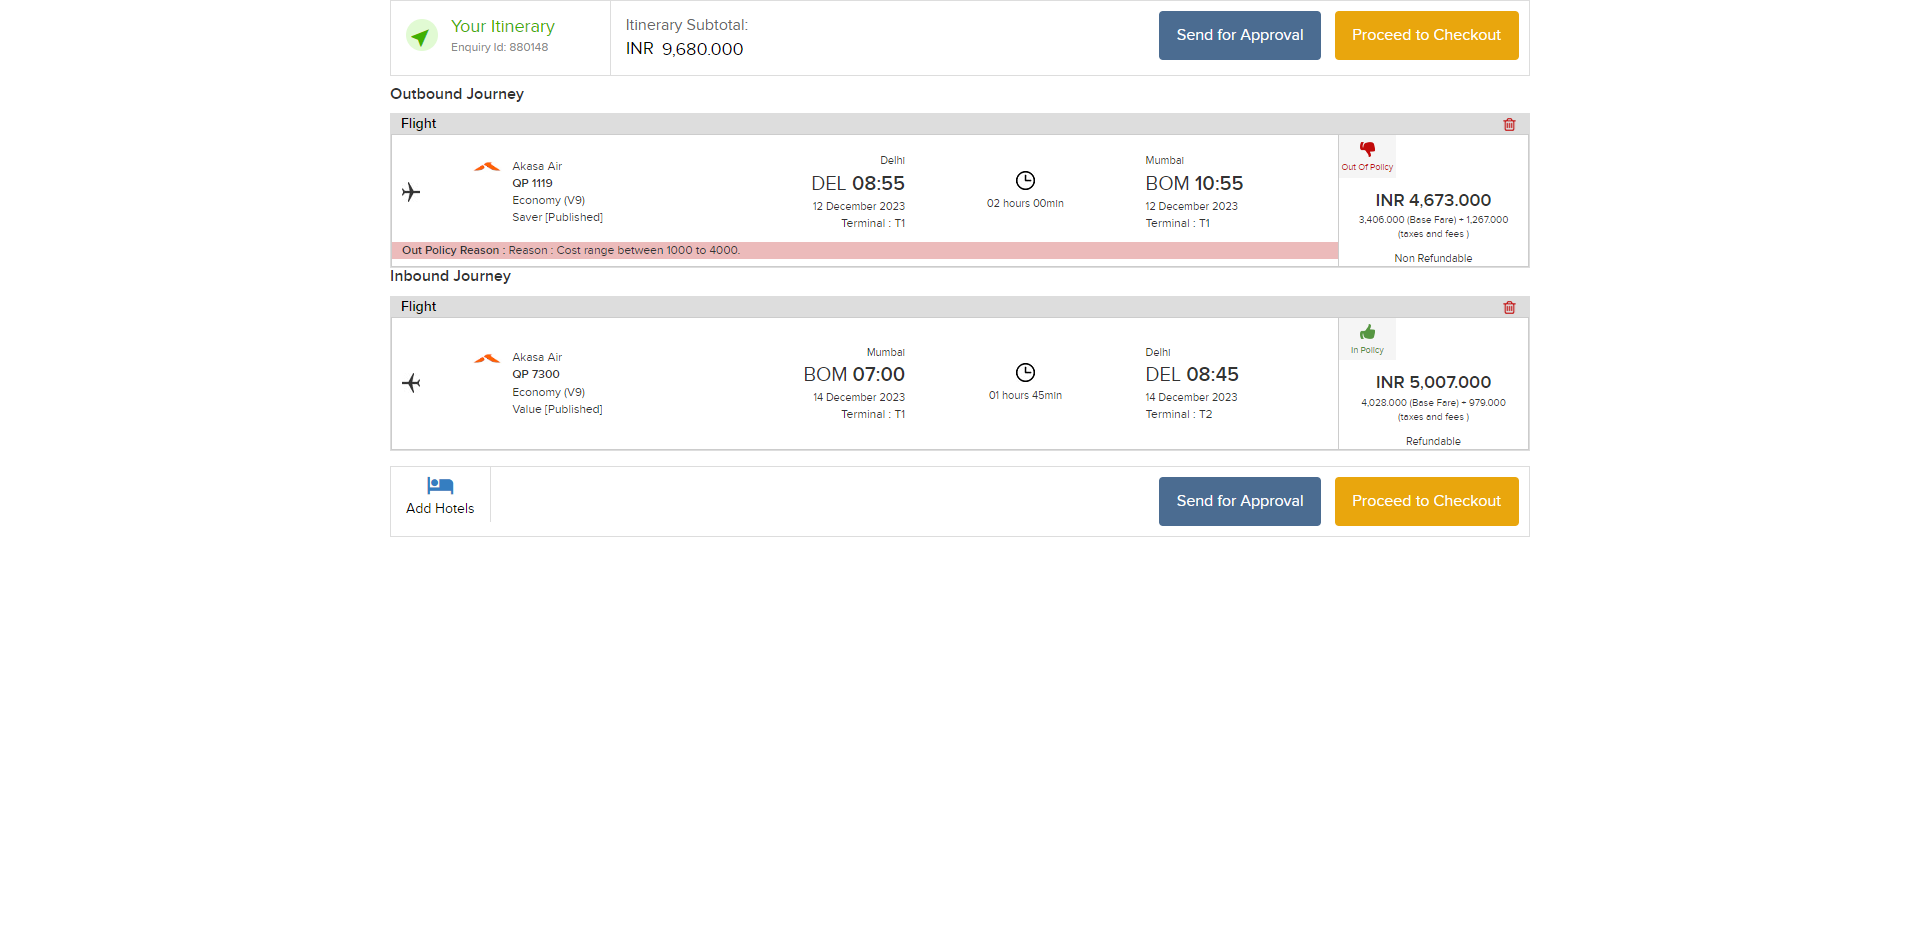 Your Itinerary
Enquiry Id: 880148
Itinerary Subtotal:
INR 9,680.000
Send for Approval
Proceed to Checkout
Outbound Journey
Flight
Akasa Air
QP 1119
Economy (V9)
Saver [Published]
Delhi
DEL 08:55
12 December 2023
Terminal : T1
02 hours 00min
Mumbai
BOM 10:55
12 December 2023
Terminal : T1
Out Of Policy
INR 4,673.000
3,406.000 (Base Fare) + 1,267.000
(taxes and fees )
Non Refundable
Out Policy Reason : Reason : Cost range between 1000 to 4000.
Inbound Journey
Flight
Akasa Air
QP 7300
Economy (V9)
Value [Published]
Mumbai
BOM 07:00
14 December 2023
Terminal : T1
01 hours 45min
Delhi
DEL 08:45
14 December 2023
Terminal : T2
In Policy
INR 5,007.000
4,028.000 (Base Fare) + 979.000
(taxes and fees )
Refundable
Add Hotels
Send for Approval
Proceed to Checkout